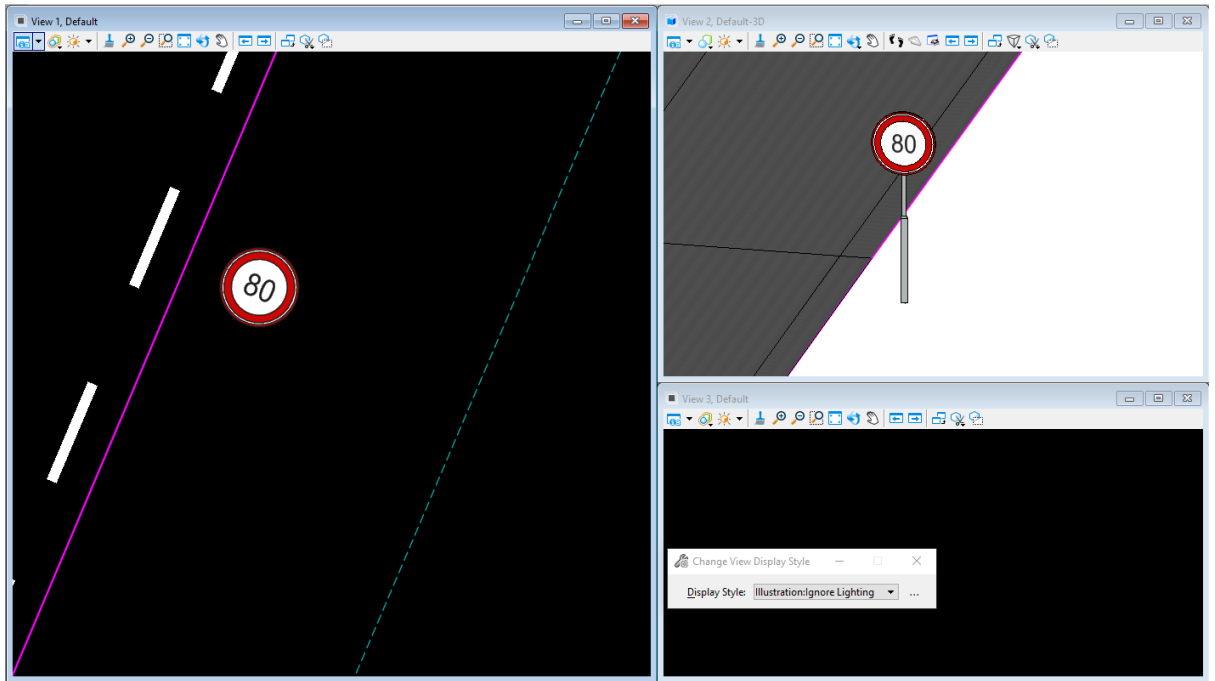 View 1, Default
80
View 2, Default-3D
80
View 3, Default
Change View Display Style
Display Style: Illustration:Ignore Lighting ...